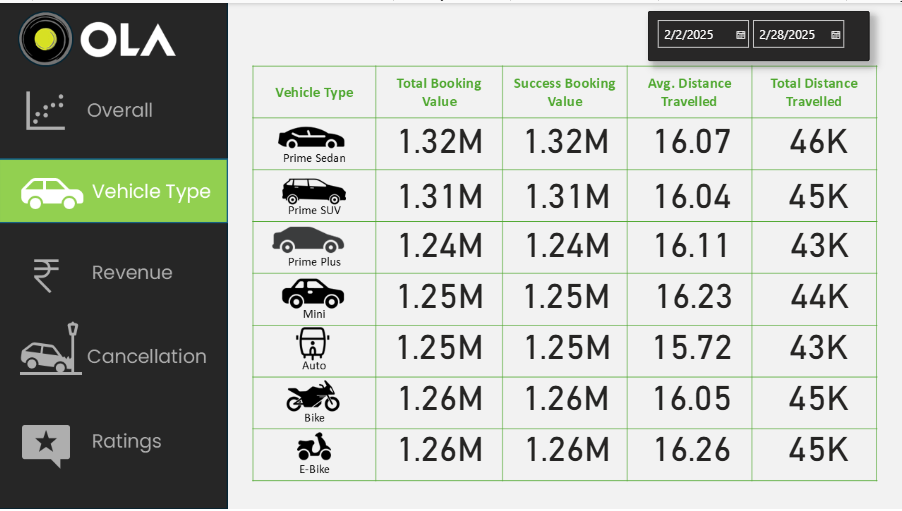 OLA
2/2/2025 2/28/2025
Overall
Vehicle Type
Revenue
Cancellation
Ratings
Vehicle Type Total Booking Value Success Booking Value Avg. Distance Travelled Total Distance Travelled
Prime Sedan 1.32M 1.32M 16.07 46K
Prime SUV 1.31M 1.31M 16.04 45K
Prime Plus 1.24M 1.24M 16.11 43K
Mini 1.25M 1.25M 16.23 44K
Auto 1.25M 1.25M 15.72 43K
Bike 1.26M 1.26M 16.05 45K
E-Bike 1.26M 1.26M 16.26 45K